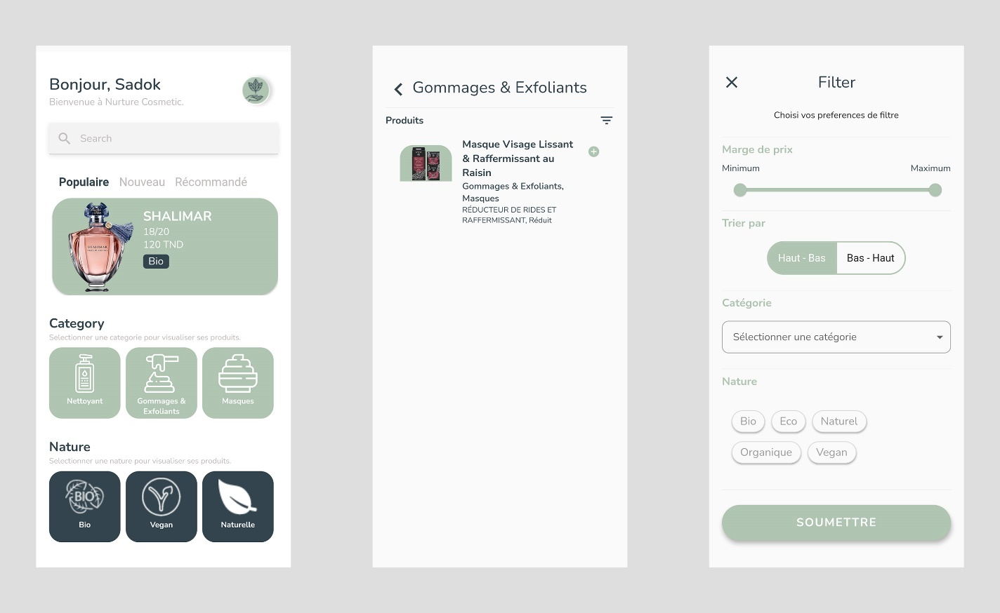 Bonjour, Sadok
Bienvenue à Nurture Cosmetic.
Search
Populaire Nouveau Récommandé
SHALIMAR
18/20
120 TND
Bio
SHALIMAR
Category
Selectionner une categorie pour visualiser ses produits.
Nettoyant
Gommages &
Exfoliants
Masques
Nature
Selectionner une nature pour visualiser ses produits.
BIO
Bio
Vegan
Naturelle
Gommages & Exfoliants
Produits
Masque Visage Lissant
& Raffermissant au
Raisin
Gommages & Exfoliants,
Masques
RÉDUCTEUR DE RIDES ET
RAFFERMISSANT, Réduit
Filter
Choisi vos preferences de filtre
Marge de prix
Minimum Maximum
Trier par
Haut - Bas Bas - Haut
Catégorie
Sélectionner une catégorie
Nature
Bio Eco Naturel
Organique Vegan
SOUMETTRE